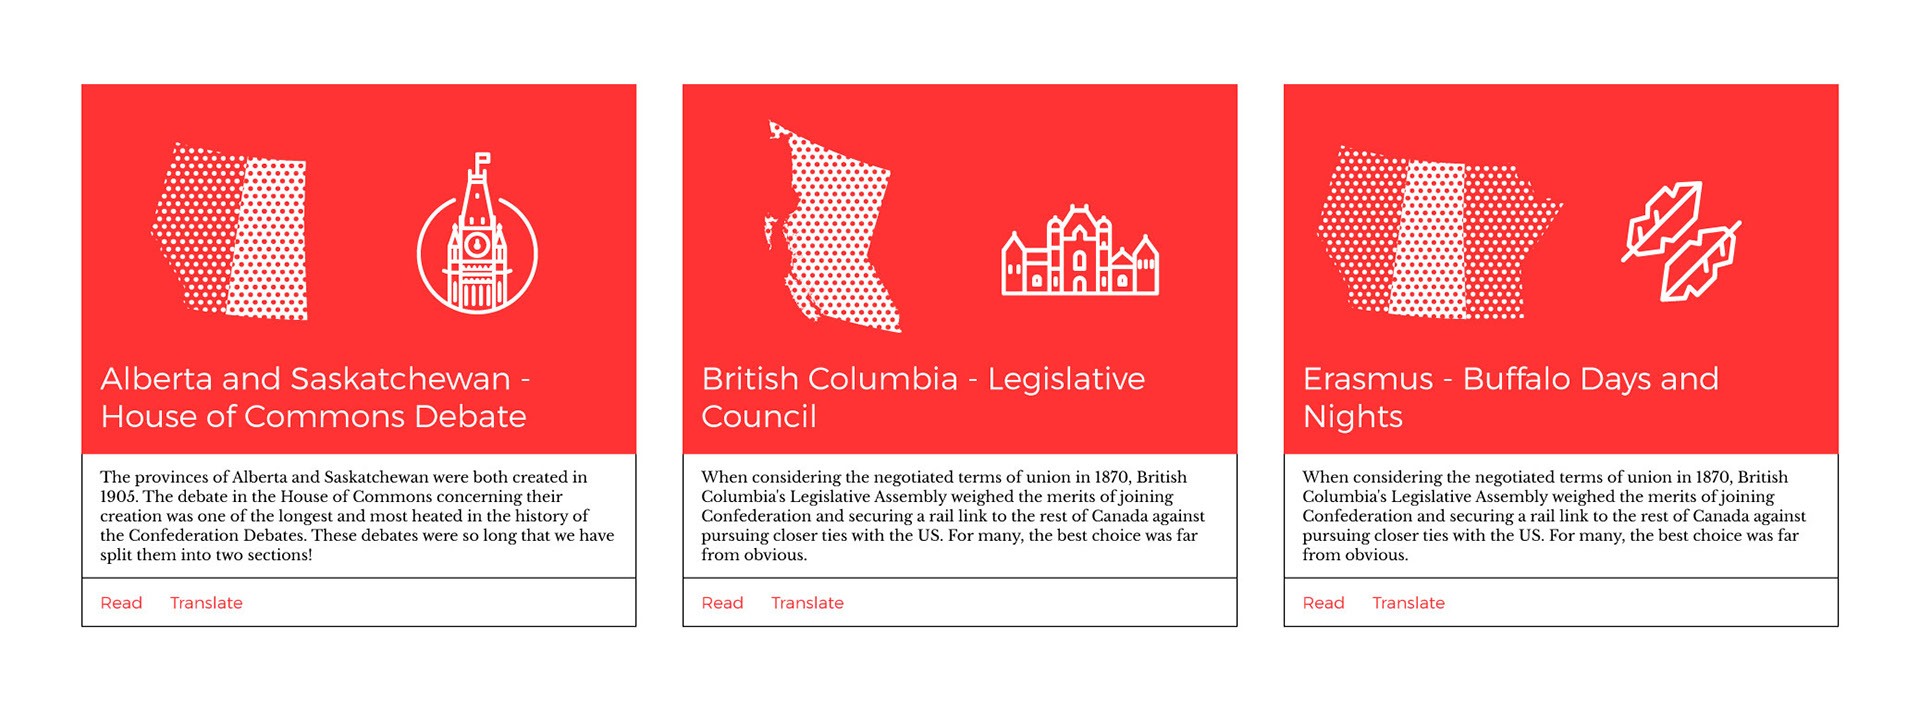 Alberta and Saskatchewan -
House of Commons Debate
The provinces of Alberta and Saskatchewan were both created in
1905. The debate in the House of Commons concerning their
creation was one of the longest and most heated in the history of
the Confederation Debates. These debates were so long that we have
split them into two sections!
Read Translate
British Columbia - Legislative
Council
When considering the negotiated terms of union in 1870, British
Columbia's Legislative Assembly weighed the merits of joining
Confederation and securing a rail link to the rest of Canada against
pursuing closer ties with the US. For many, the best choice was far
from obvious.
Read Translate
Erasmus - Buffalo Days and
Nights
When considering the negotiated terms of union in 1870, British
Columbia's Legislative Assembly weighed the merits of joining
Confederation and securing a rail link to the rest of Canada against
pursuing closer ties with the US. For many, the best choice was far
from obvious.
Read Translate